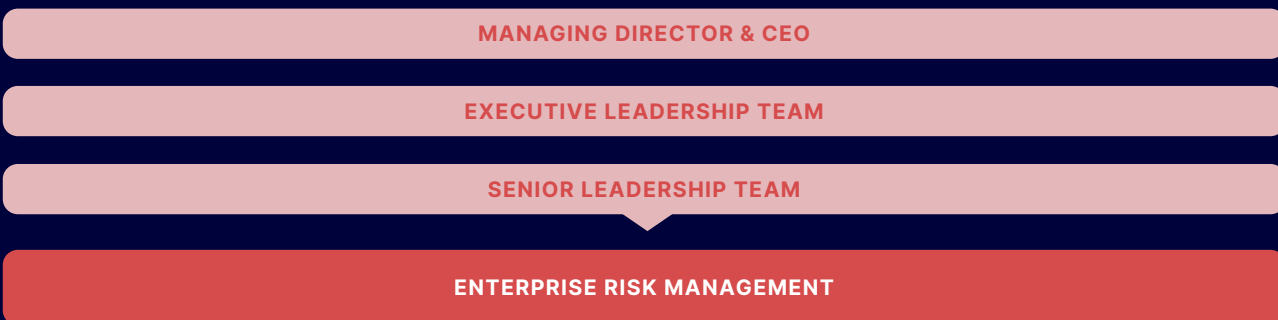 MANAGING DIRECTOR & CEO
EXECUTIVE LEADERSHIP TEAM
SENIOR LEADERSHIP TEAM
ENTERPRISE RISK MANAGEMENT